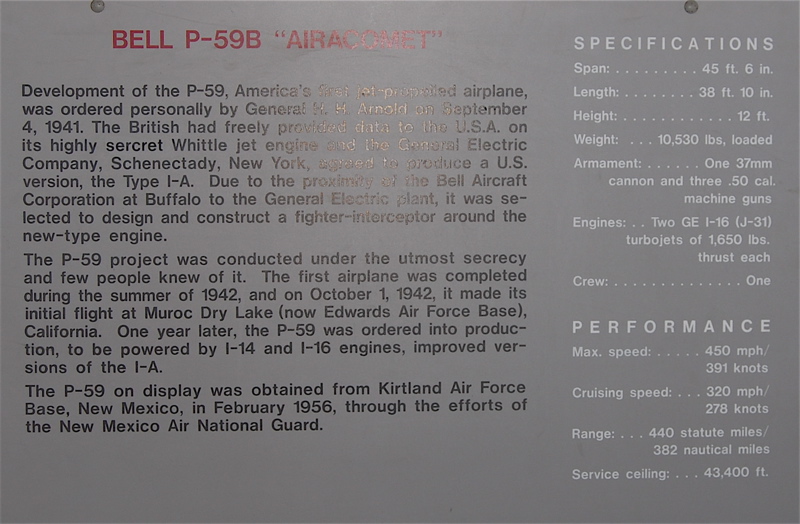 BELL P-59B "AIRACOMET"
Development of the P-59, America's first jet-propelled airplane,
was ordered personally by General H. H. Arnold on September
4, 1941. The British had freely provided data to the U.S.A. on
its highly sercret Whittle jet engine and the General Electric
Company, Schenectady, New York, agreed to produce a U.S.
version, the Type I-A. Due to the proximity of the Bell Aircraft
Corporation at Buffalo to the General Electric plant, it was se-
lected to design and construct a fighter-interceptor around the
new-type engine.
The P-59 project was conducted under the utmost secrecy
and few people knew of it. The first airplane was completed
during the summer of 1942, and on October 1, 1942, it made its
initial flight at Muroc Dry Lake (now Edwards Air Force Base),
California. One year later, the P-59 was ordered into produc-
tion, to be powered by I-14 and I-16 engines, improved ver-
sions of the I-A.
The P-59 on display was obtained from Kirtland Air Force
Base, New Mexico, in February 1956, through the efforts of
the New Mexico Air National Guard.
SPECIFICATIONS
Span: . . . . . . . . . 45 ft. 6 in.
Length: . . . . . . . . 38 ft. 10 in.
Height: . . . . . . . . . . . . 12 ft.
Weight: . . . 10,530 lbs, loaded
Armament: . . . . . . One 37mm
cannon and three .50 cal.
machine guns
Engines: . . Two GE I-16 (J-31)
turbojets of 1,650 lbs.
thrust each
Crew: . . . . . . . . . . . . . . One
PERFORMANCE
Max. speed: . . . . . 450 mph/
391 knots
Cruising speed: . . . 320 mph/
278 knots
Range: . . . 440 statute miles/
382 nautical miles
Service ceiling: . . . 43,400 ft.